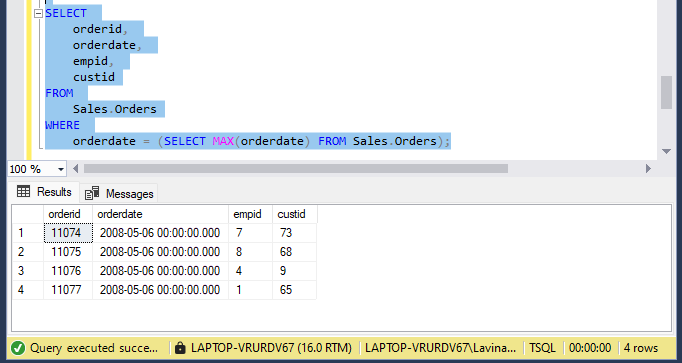 SELECT
orderid,
orderdate,
empid,
custid
FROM
Sales.Orders
WHERE
orderdate = (SELECT MAX(orderdate) FROM Sales.Orders);
100 %
Results Messages
orderid orderdate empid custid
1 11074 2008-05-06 00:00:00.000 7 73
2 11075 2008-05-06 00:00:00.000 8 68
3 11076 2008-05-06 00:00:00.000 4 9
4 11077 2008-05-06 00:00:00.000 1 65
Query executed succe... LAPTOP-VRURDV67 (16.0 RTM) LAPTOP-VRURDV67\Lavina... TSQL 00:00:00 4 rows